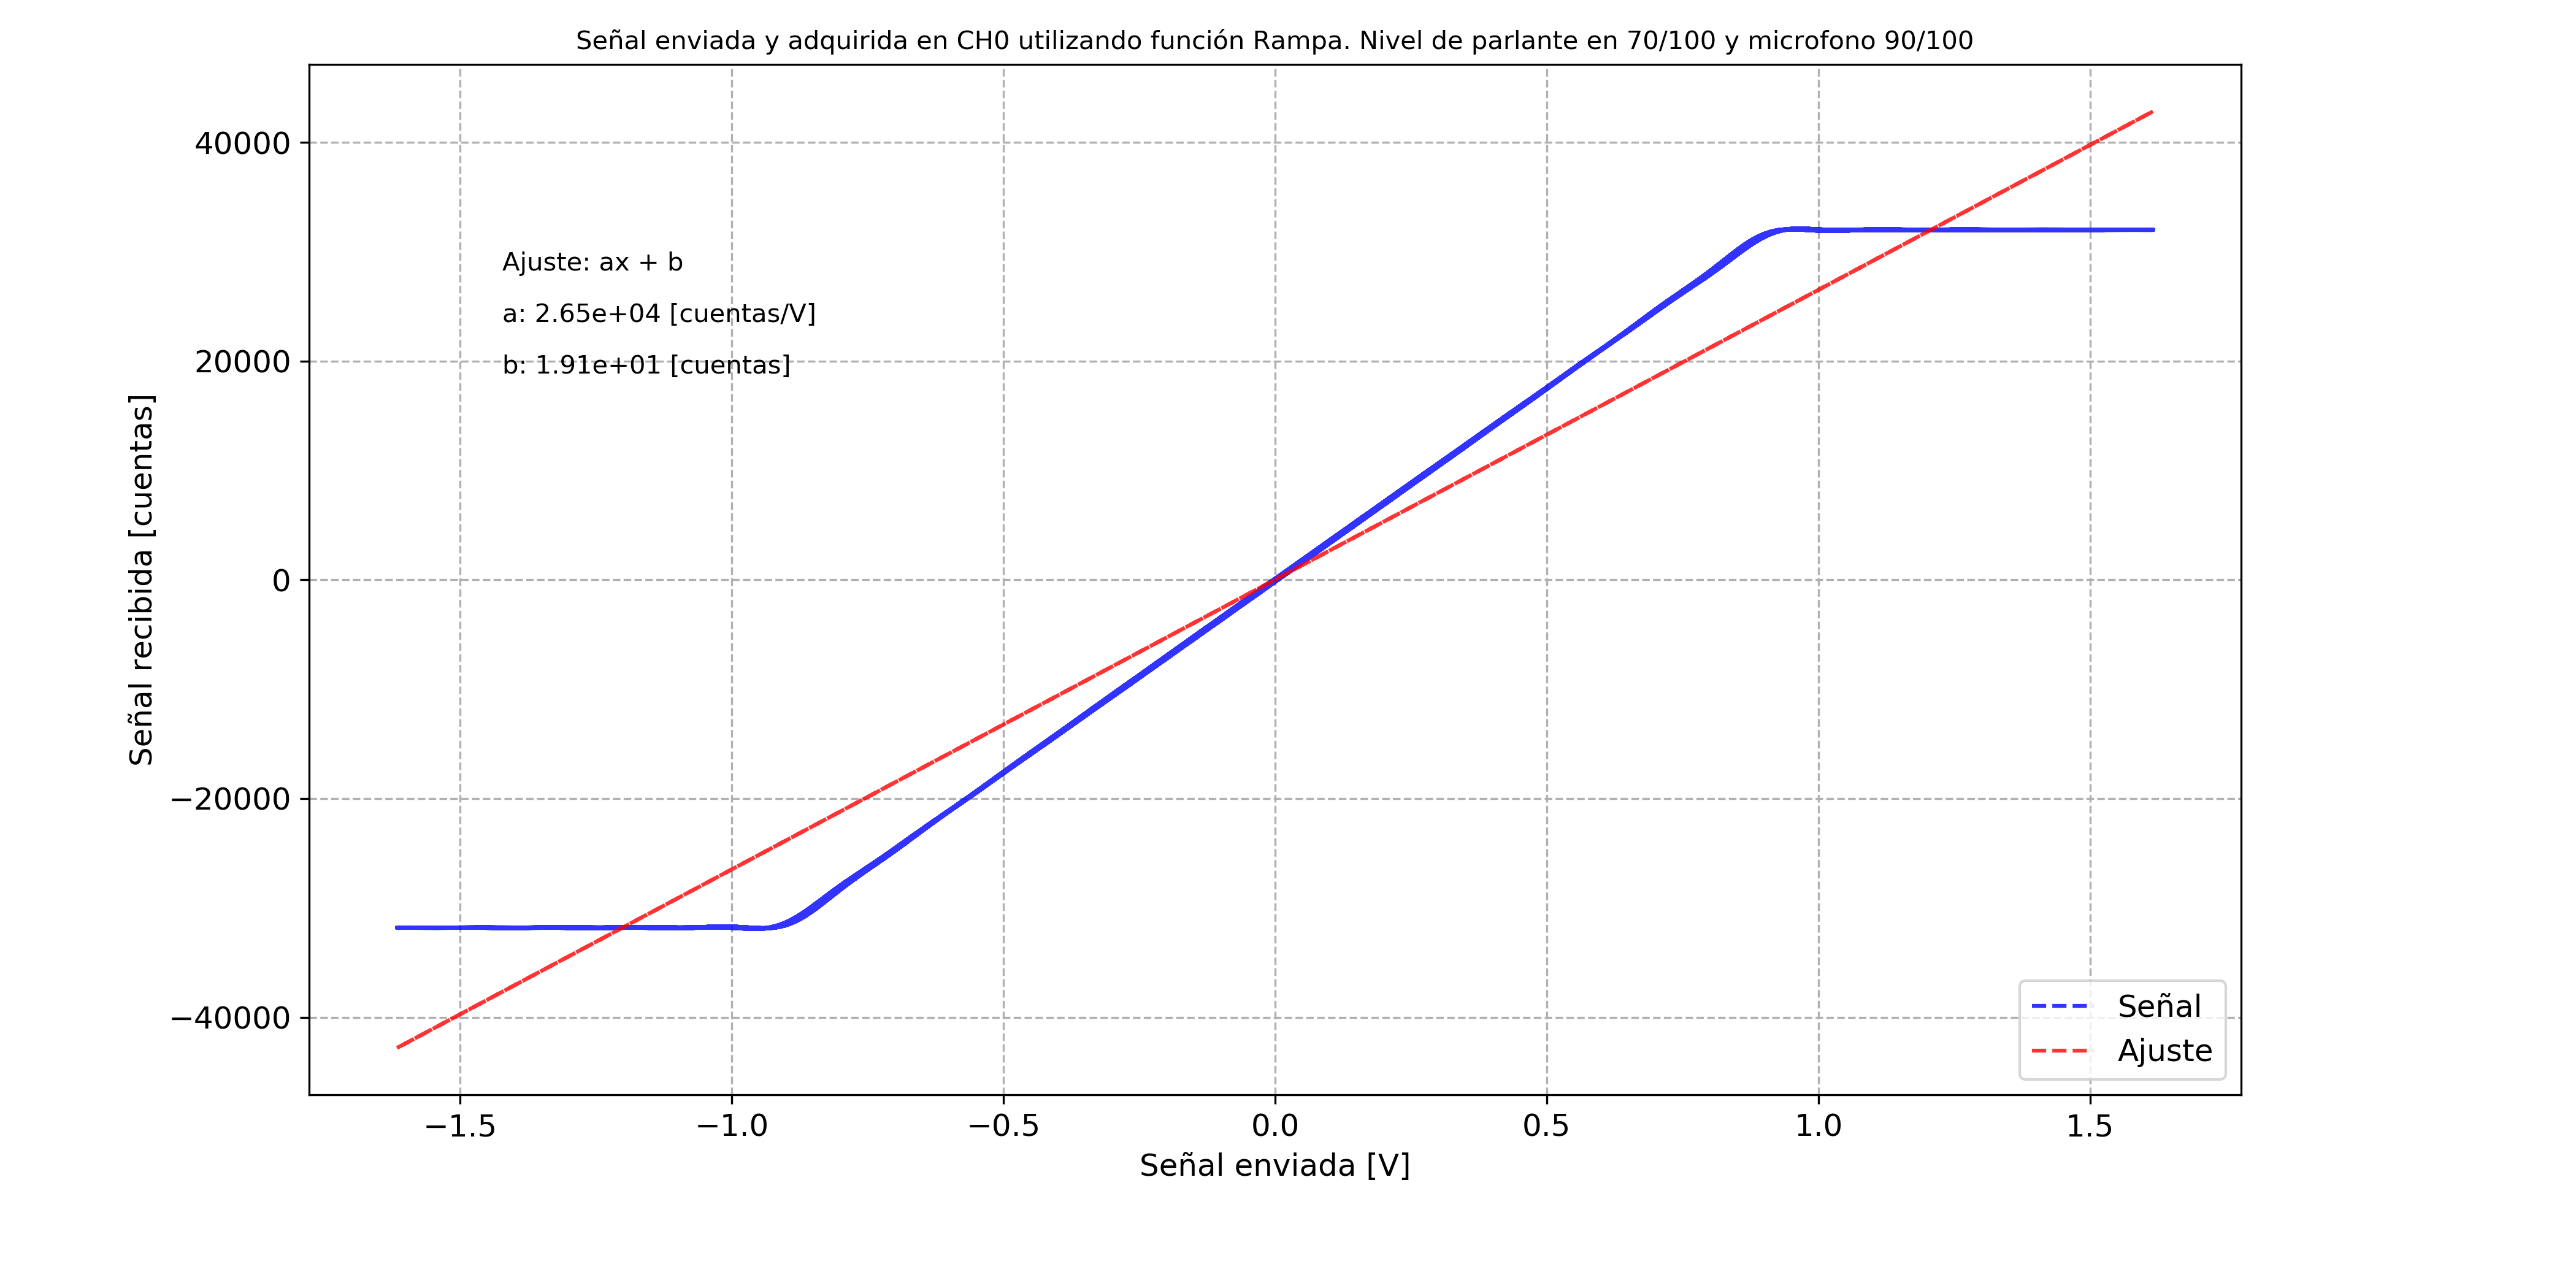 Señal enviada y adquirida en CH0 utilizando función Rampa. Nivel de parlante en 70/100 y microfono 90/100
Señal recibida [cuentas]
40000
20000
0
−20000
−40000
Ajuste: ax + b
a: 2.65e+04 [cuentas/V]
b: 1.91e+01 [cuentas]
Señal
Ajuste
−1.5
−1.0
−0.5
0.0
0.5
1.0
1.5
Señal enviada [V]